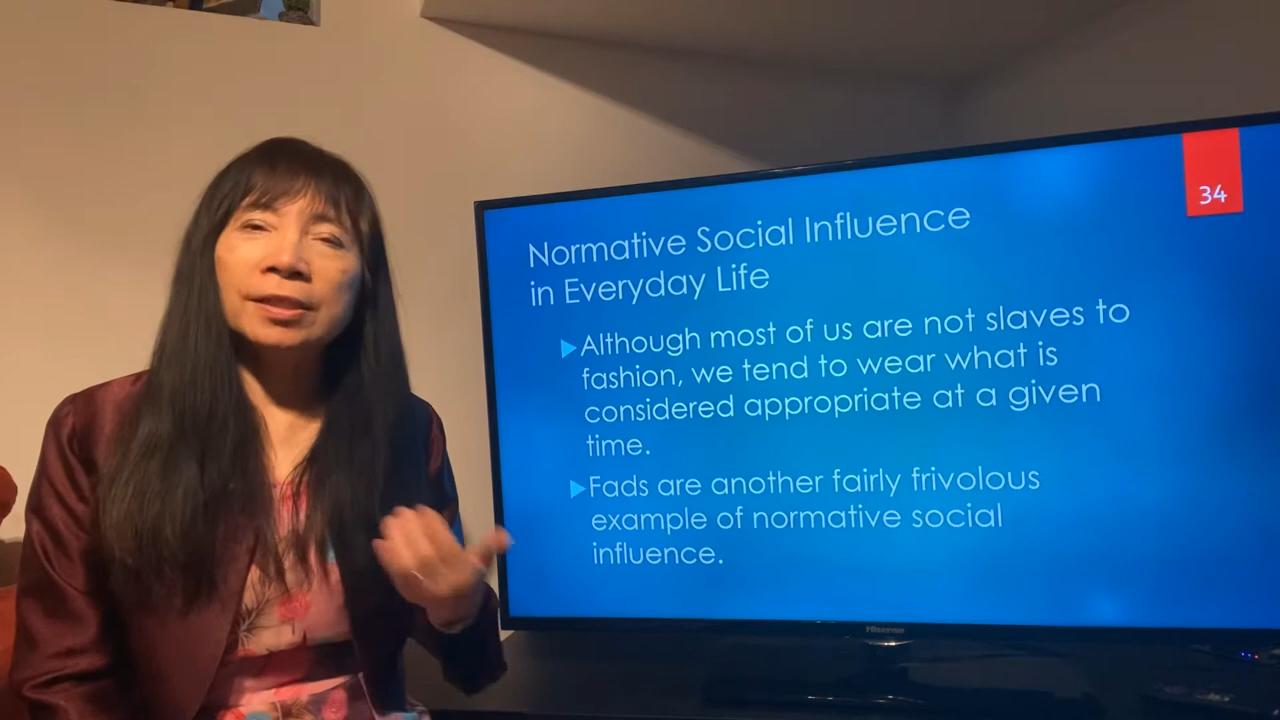 34
Normative Social Influence
in Everyday Life
Although most of us are not slaves to
fashion, we tend to wear what is
considered appropriate at a given
time.
Fads are another fairly frivolous
example of normative social
influence.
Hisense